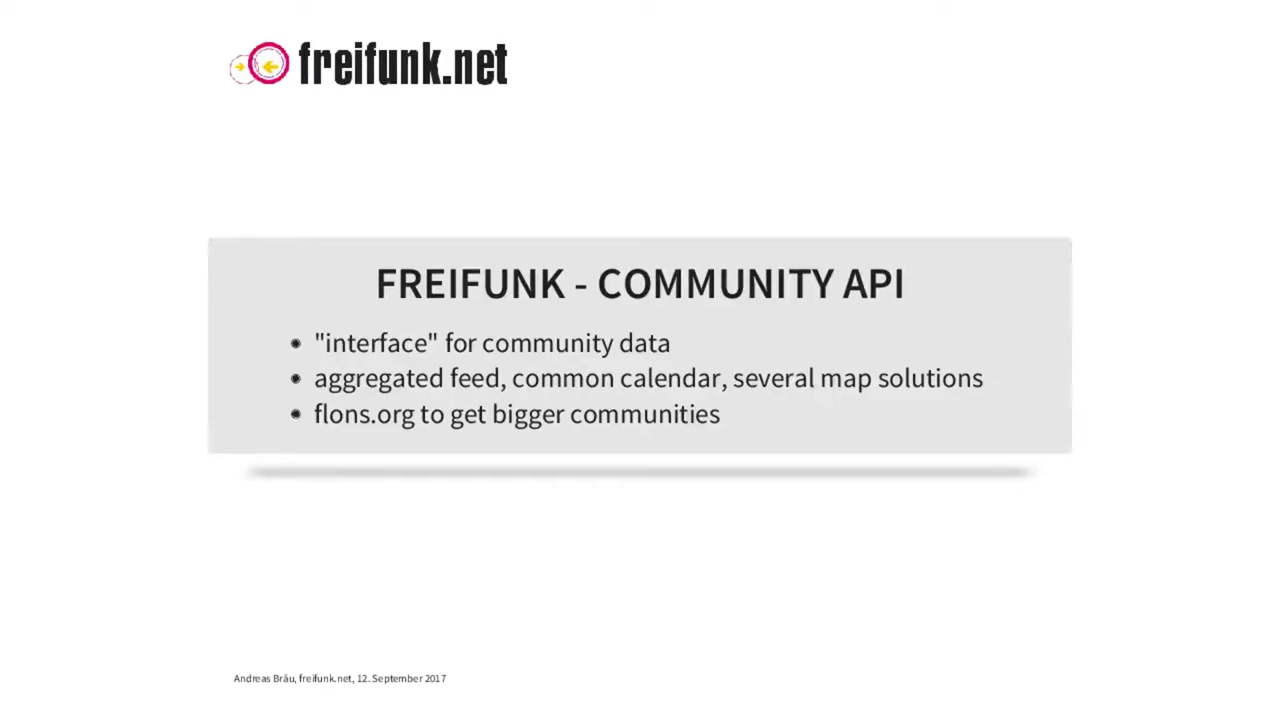 freifunk.net
FREIFUNK - COMMUNITY API
"interface" for community data
aggregated feed, common calendar, several map solutions
flons.org to get bigger communities
Andreas Bräu, freifunk.net, 12. September 2017